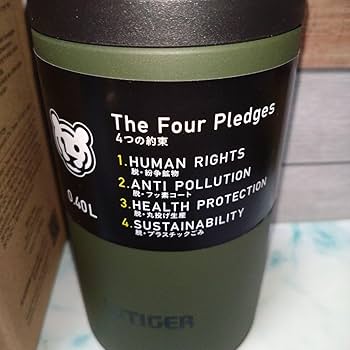 The Four Pledges
4つの約束
1.HUMAN RIGHTS
脱・紛争鉱物
2.ANTI POLLUTION
脱・フッ素コート
3.HEALTH PROTECTION
脱・丸投げ生産
4.SUSTAINABILITY
脱・プラスチックごみ
0.40L
TIGER